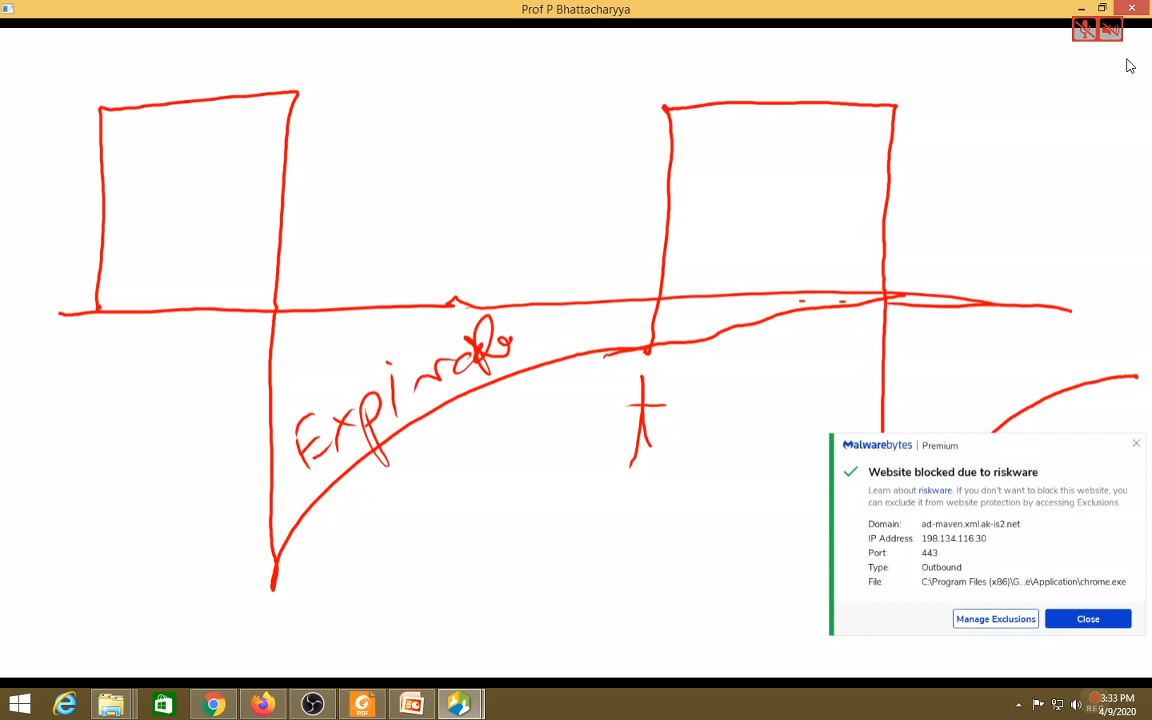 Prof P Bhattacharyya
t
Malwarebytes | Premium
Website blocked due to riskware
Learn about riskware. If you don't want to block this website, you
can exclude it from website protection by accessing Exclusions.
Domain: ad-maven.xml.ak-is2.net
IP Address: 198.134.116.30
Port: 443
Type: Outbound
File: C:\Program Files (x86)\G...e\Application\chrome.exe
Manage Exclusions Close
3:33 PM
REC
4/9/2020